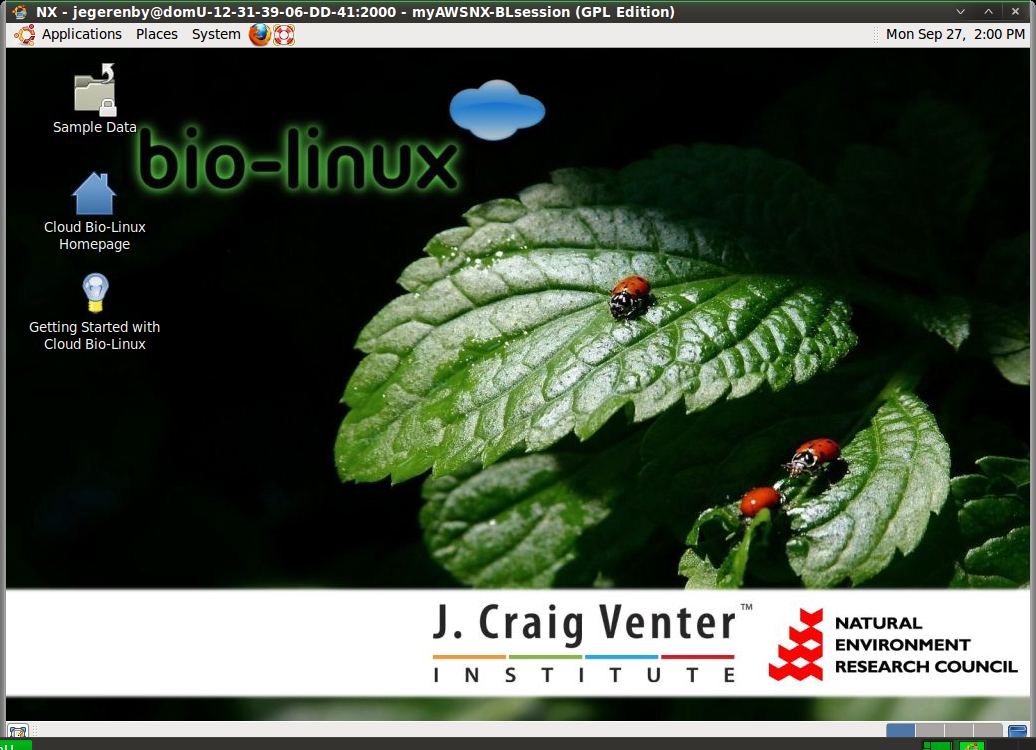 NX - jegerenby@domU-12-31-39-06-DD-41:2000 - myAWSNX-BLsession (GPL Edition)
Applications Places System Mon Sep 27, 2:00 PM
Sample Data
bio-linux
Cloud Bio-Linux
Homepage
Getting Started with
Cloud Bio-Linux
J. Craig Venter™
INSTITUTE
NATURAL
ENVIRONMENT
RESEARCH COUNCIL